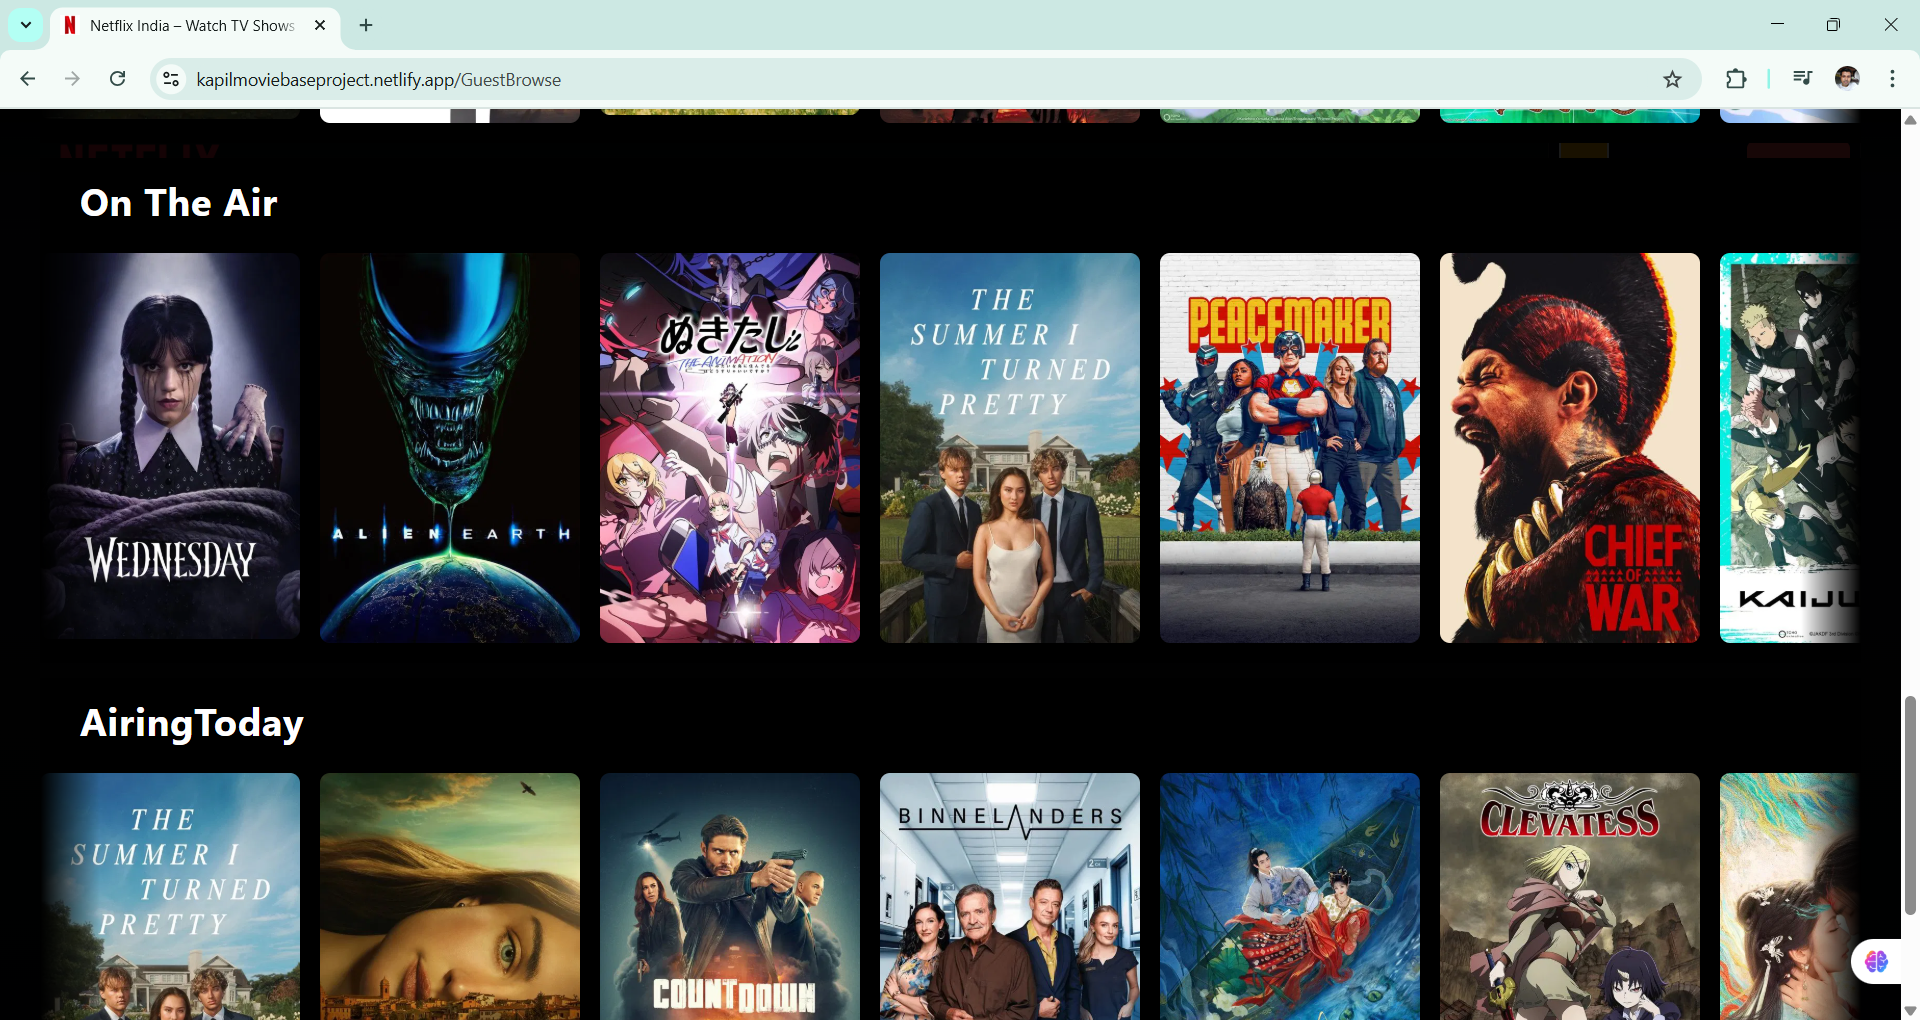 Netflix India – Watch TV Shows
kapilmoviebaseproject.netlify.app/GuestBrowse
NETFLIX
On The Air
WEDNESDAY
ALIEN EARTH
ぬきたし
THE ANIMATION
THE
SUMMER I
TURNED
PRETTY
PEACEMAKER
CHIEF
OF
WAR
KAIJU
AiringToday
THE
SUMMER I
TURNED
PRETTY
COUNTDOWN
BINNELANDERS
CLEVATESS